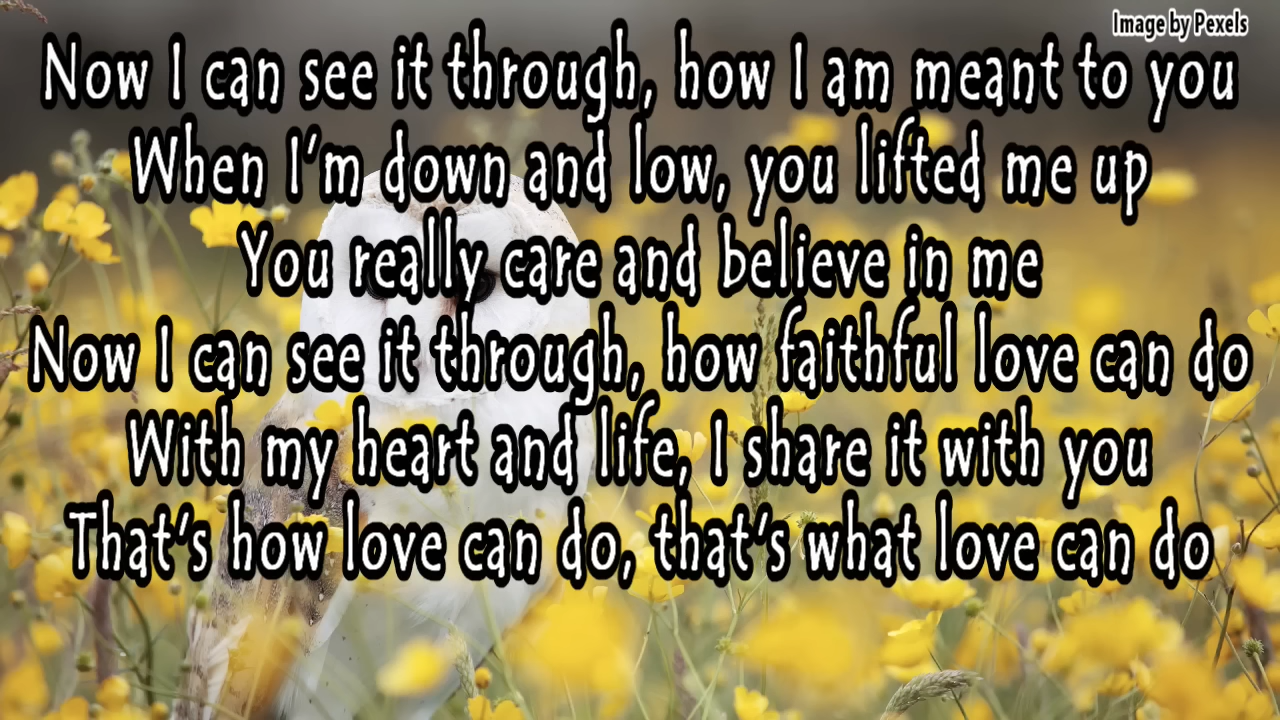 Image by Pexels
Now I can see it through, how I am meant to you
When I'm down and low, you lifted me up
You really care and believe in me
Now I can see it through, how faithful love can do
With my heart and life, I share it with you
That's how love can do, that's what love can do